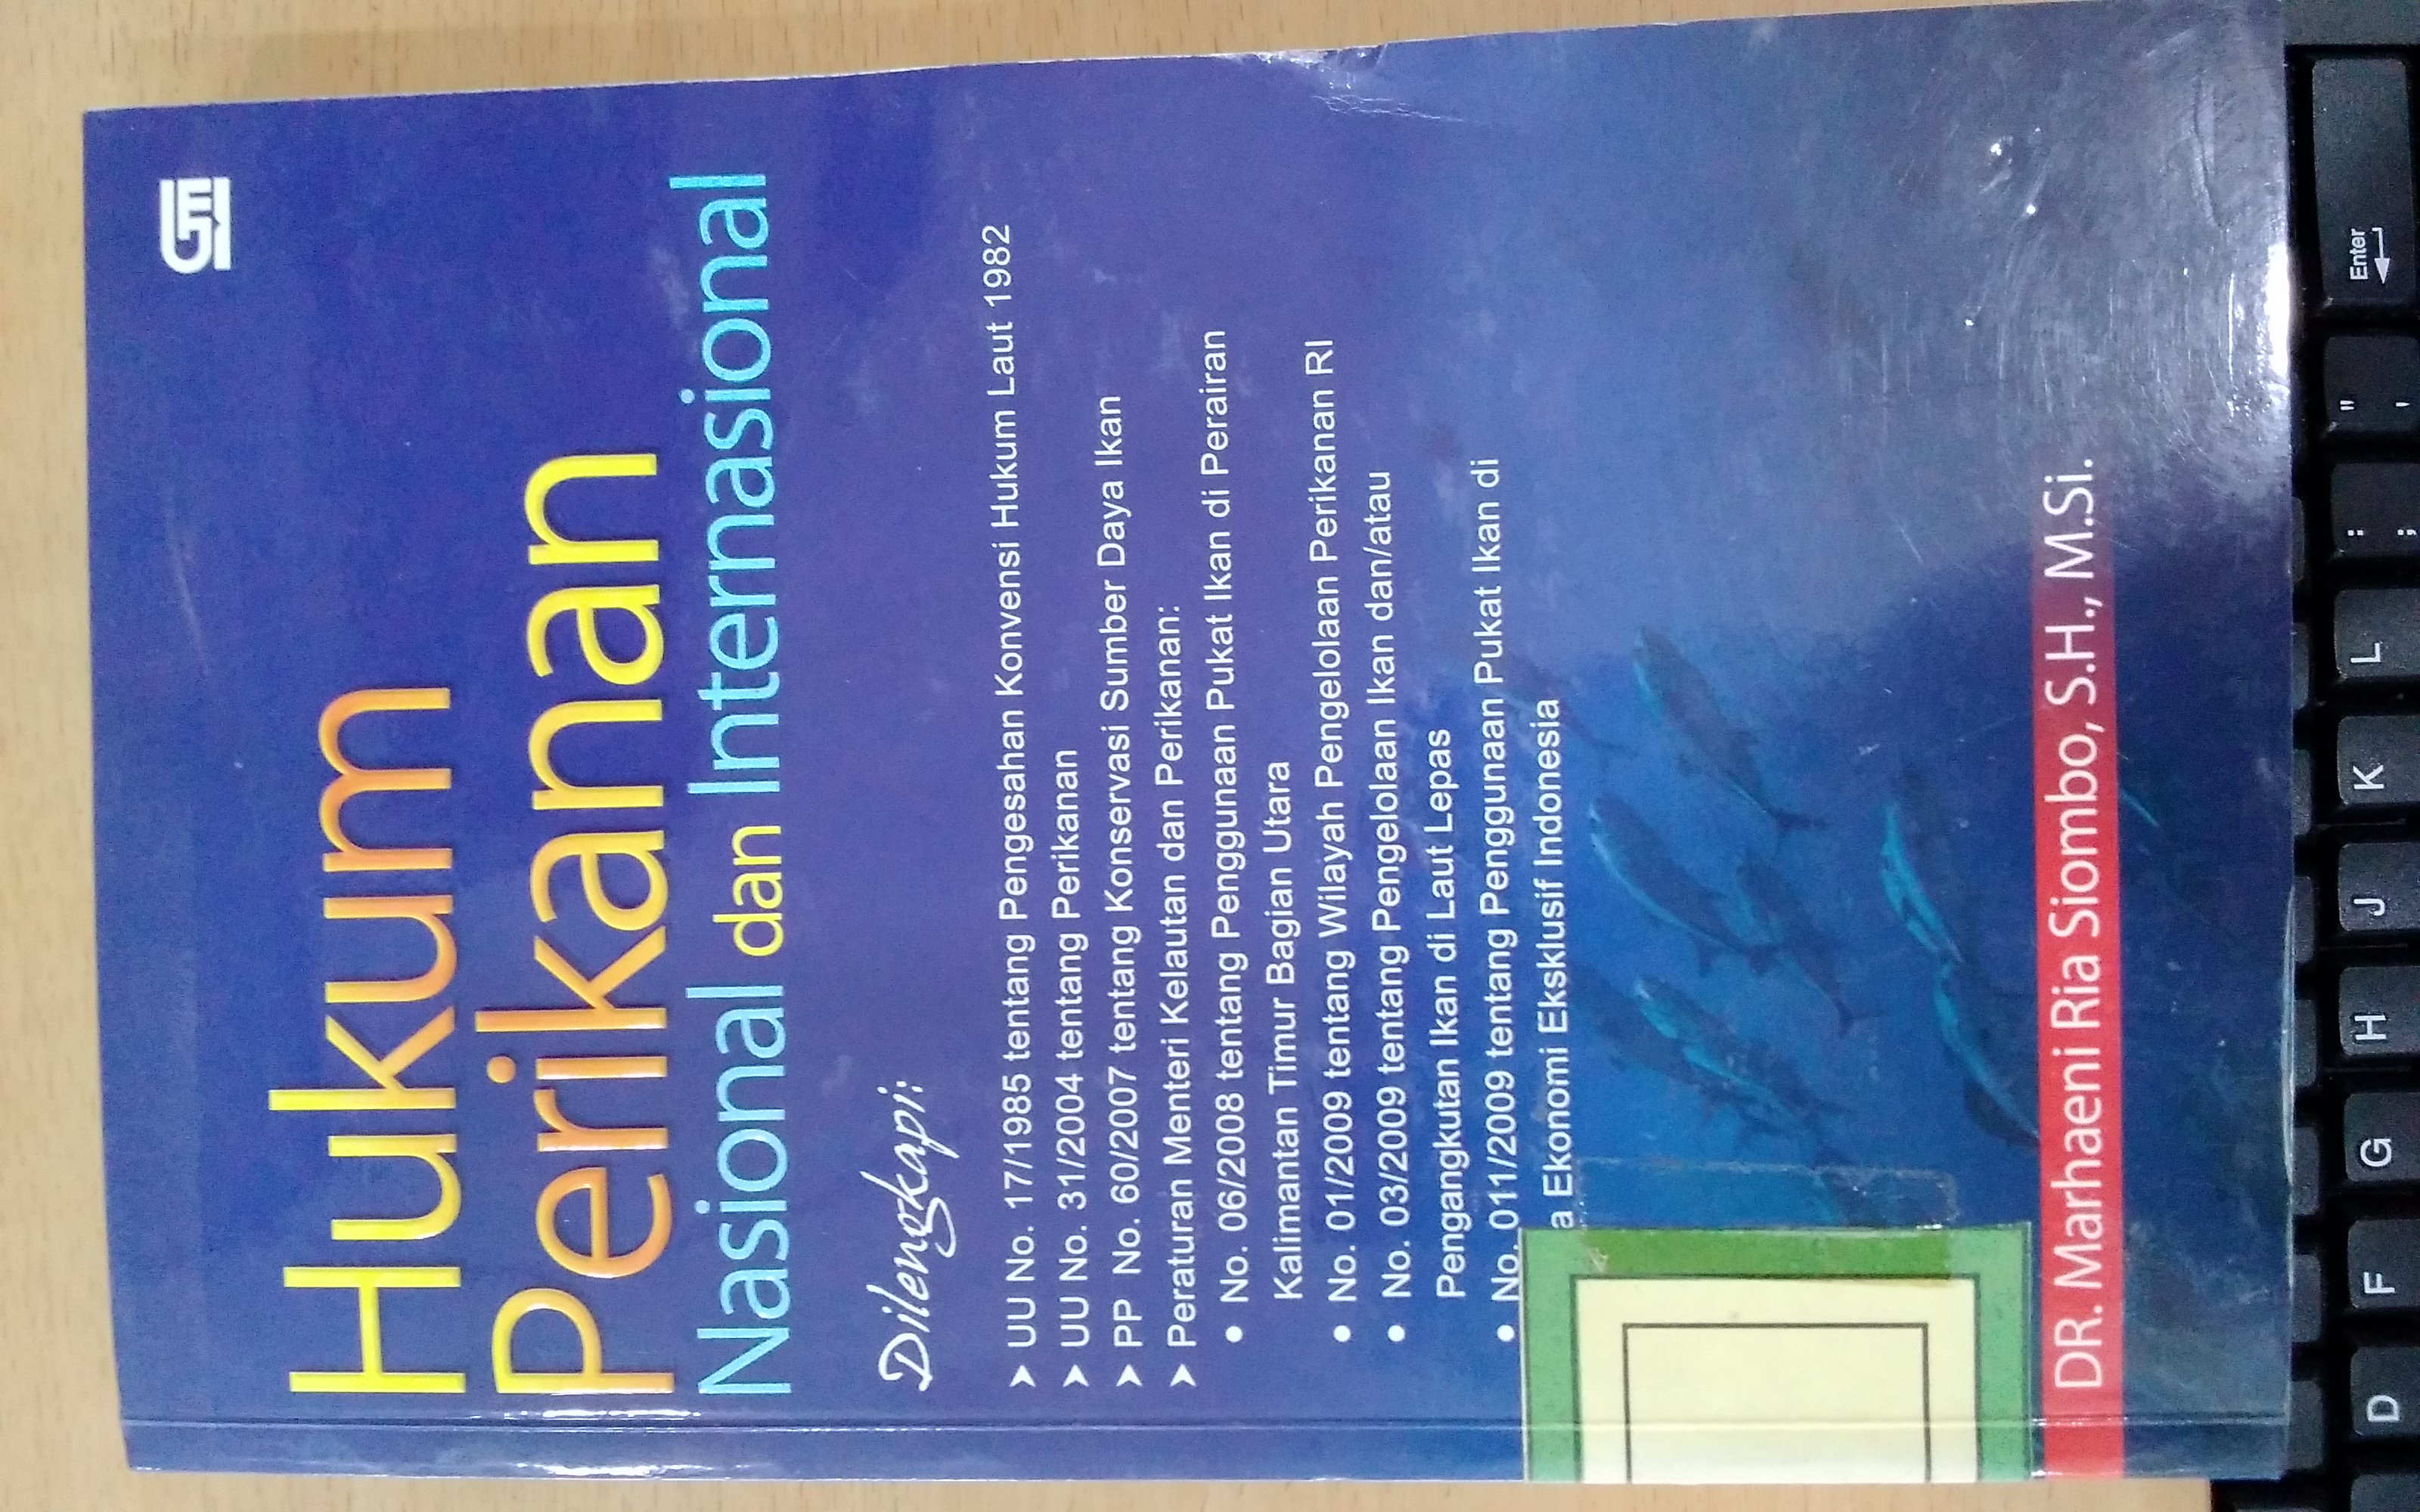 Hukum
Perikanan
Nasional dan Internasional
Dilengkapi:
➤ UU No. 17/1985 tentang Pengesahan Konvensi Hukum Laut 1982
➤ UU No. 31/2004 tentang Perikanan
➤ PP No. 60/2007 tentang Konservasi Sumber Daya Ikan
➤ Peraturan Menteri Kelautan dan Perikanan:
• No. 06/2008 tentang Penggunaan Pukat Ikan di Perairan
Kalimantan Timur Bagian Utara
• No. 01/2009 tentang Wilayah Pengelolaan Perikanan RI
• No. 03/2009 tentang Pengelolaan Ikan dan/atau
Pengangkutan Ikan di Laut Lepas
• No. 011/2009 tentang Penggunaan Pukat Ikan di
a Ekonomi Eksklusif Indonesia
DR. Marhaeni Ria Siombo, S.H., M.Si.
Enter
" '
: ;
L
K
J
H
G
F
D